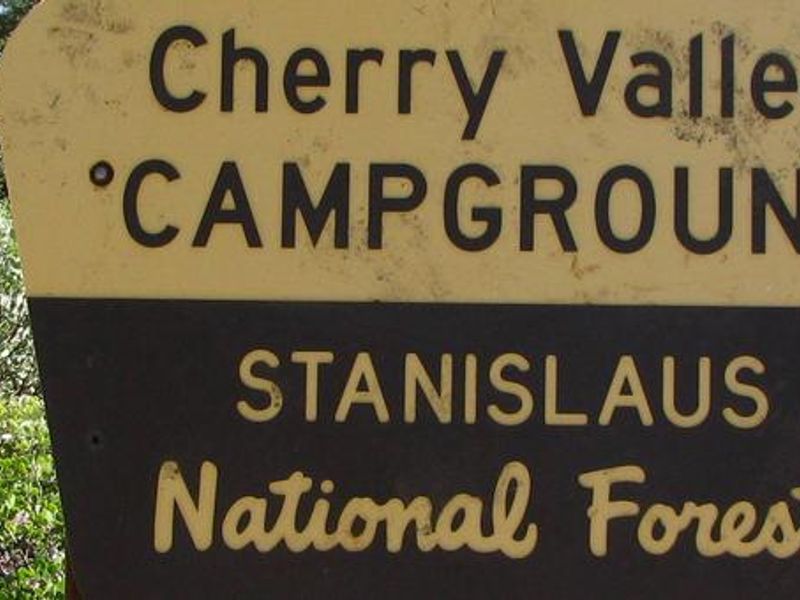 Cherry Valle
CAMPGROUN
STANISLAUS
National Fores